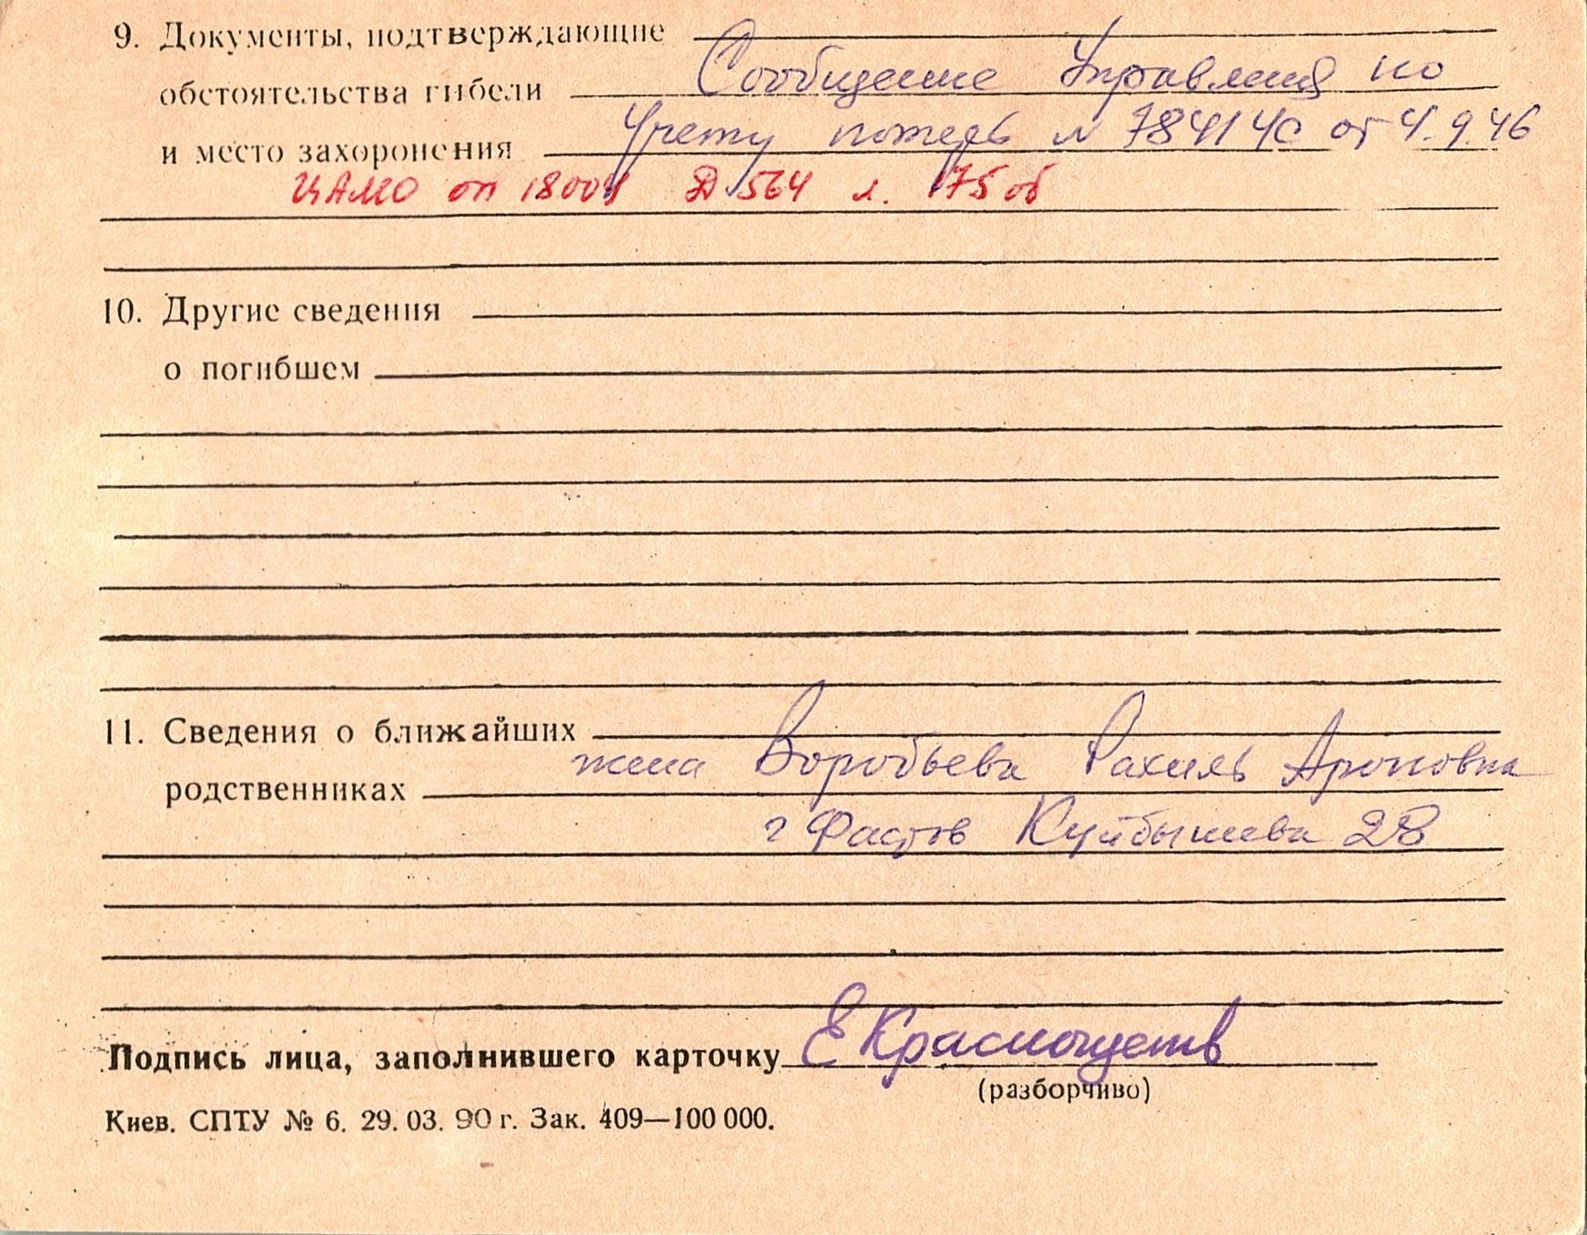 9. Документы, подтверждающие
обстоятельства гибели Сообщение Управления по
и место захоронения Учету потерь N 78414с от 4.9.46
ЦАМО оп 18004 Д 564 л. 175 об
10. Другие сведения
о погибшем
11. Сведения о ближайших
родственниках жена Воробьева Рахиль Ароновна
г Фастов Куйбышева 28
Подпись лица, заполнившего карточку Е Краснощетов
(разборчиво)
Киев. СПТУ № 6. 29. 03. 90 г. Зак. 409—100 000.